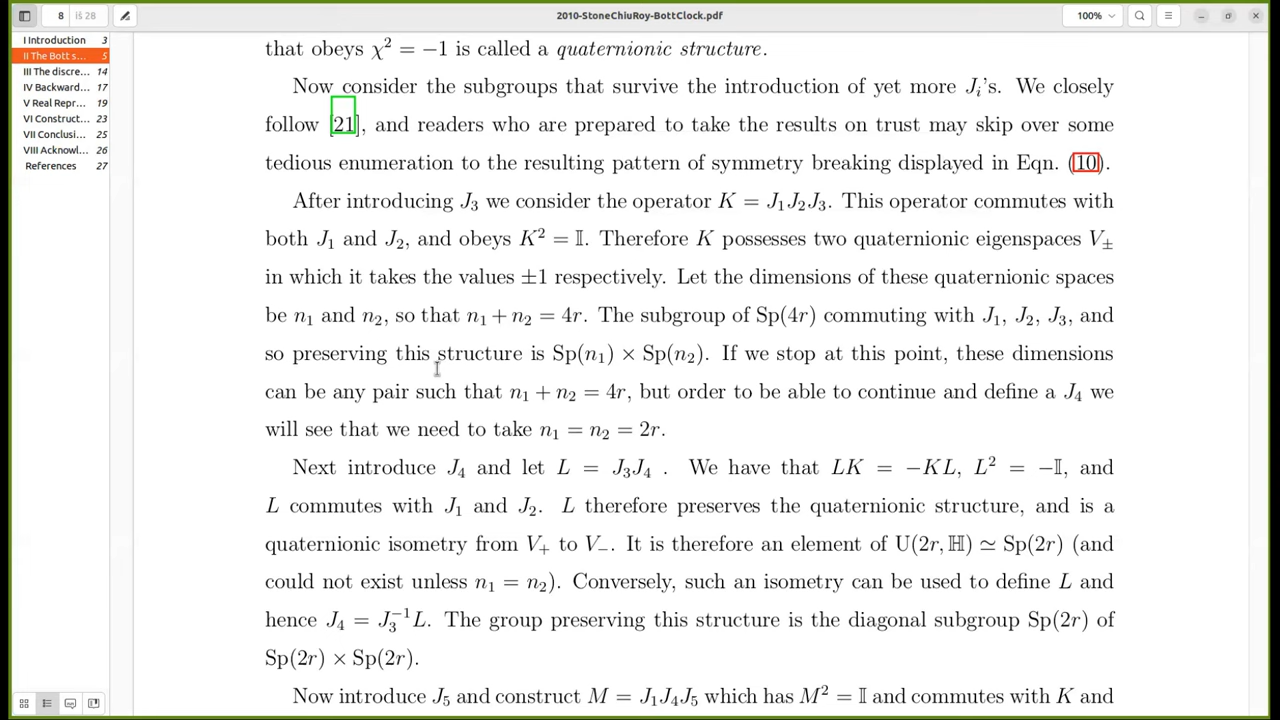 8 iš 28
2010-StoneChiuRoy-BottClock.pdf
100%
I Introduction 3
II The Bott s... 5
III The discre... 14
IV Backward... 17
V Real Repr... 19
VI Construct... 23
VII Conclusi... 25
VIII Acknowl... 26
References 27
that obeys χ² = −1 is called a quaternionic structure.
Now consider the subgroups that survive the introduction of yet more Jᵢ's. We closely
follow [21], and readers who are prepared to take the results on trust may skip over some
tedious enumeration to the resulting pattern of symmetry breaking displayed in Eqn. (10).
After introducing J₃ we consider the operator K = J₁J₂J₃. This operator commutes with
both J₁ and J₂, and obeys K² = 𝕀. Therefore K possesses two quaternionic eigenspaces V±
in which it takes the values ±1 respectively. Let the dimensions of these quaternionic spaces
be n₁ and n₂, so that n₁ + n₂ = 4r. The subgroup of Sp(4r) commuting with J₁, J₂, J₃, and
so preserving this structure is Sp(n₁) × Sp(n₂). If we stop at this point, these dimensions
can be any pair such that n₁ + n₂ = 4r, but order to be able to continue and define a J₄ we
will see that we need to take n₁ = n₂ = 2r.
Next introduce J₄ and let L = J₃J₄ . We have that LK = −KL, L² = −𝕀, and
L commutes with J₁ and J₂. L therefore preserves the quaternionic structure, and is a
quaternionic isometry from V₊ to V₋. It is therefore an element of U(2r, ℍ) ≃ Sp(2r) (and
could not exist unless n₁ = n₂). Conversely, such an isometry can be used to define L and
hence J₄ = J₃⁻¹L. The group preserving this structure is the diagonal subgroup Sp(2r) of
Sp(2r) × Sp(2r).
Now introduce J₅ and construct M = J₁J₄J₅ which has M² = 𝕀 and commutes with K and